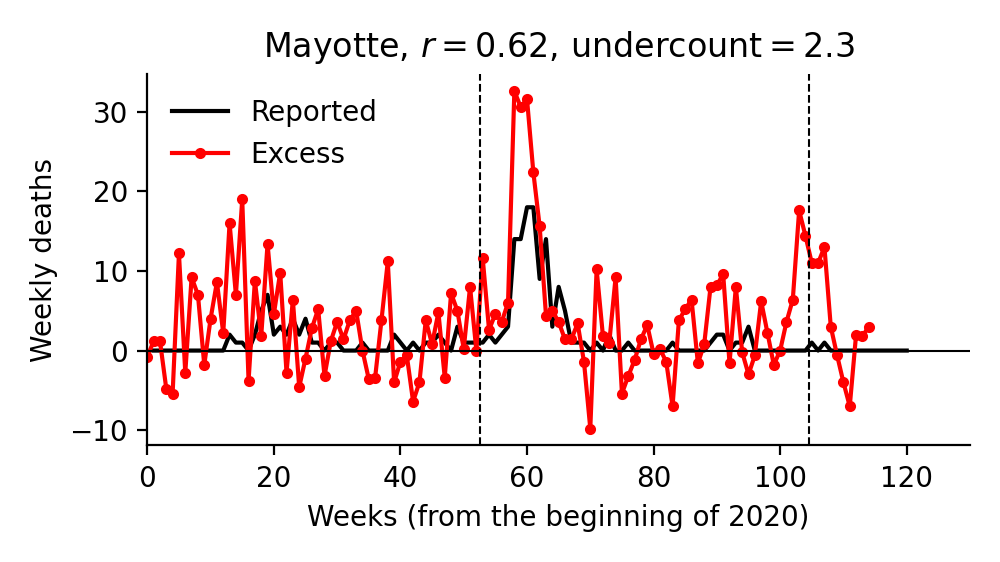 Mayotte, r = 0.62, undercount = 2.3
Reported
Excess
Weekly deaths
30
20
10
0
−10
0 20 40 60 80 100 120
Weeks (from the beginning of 2020)